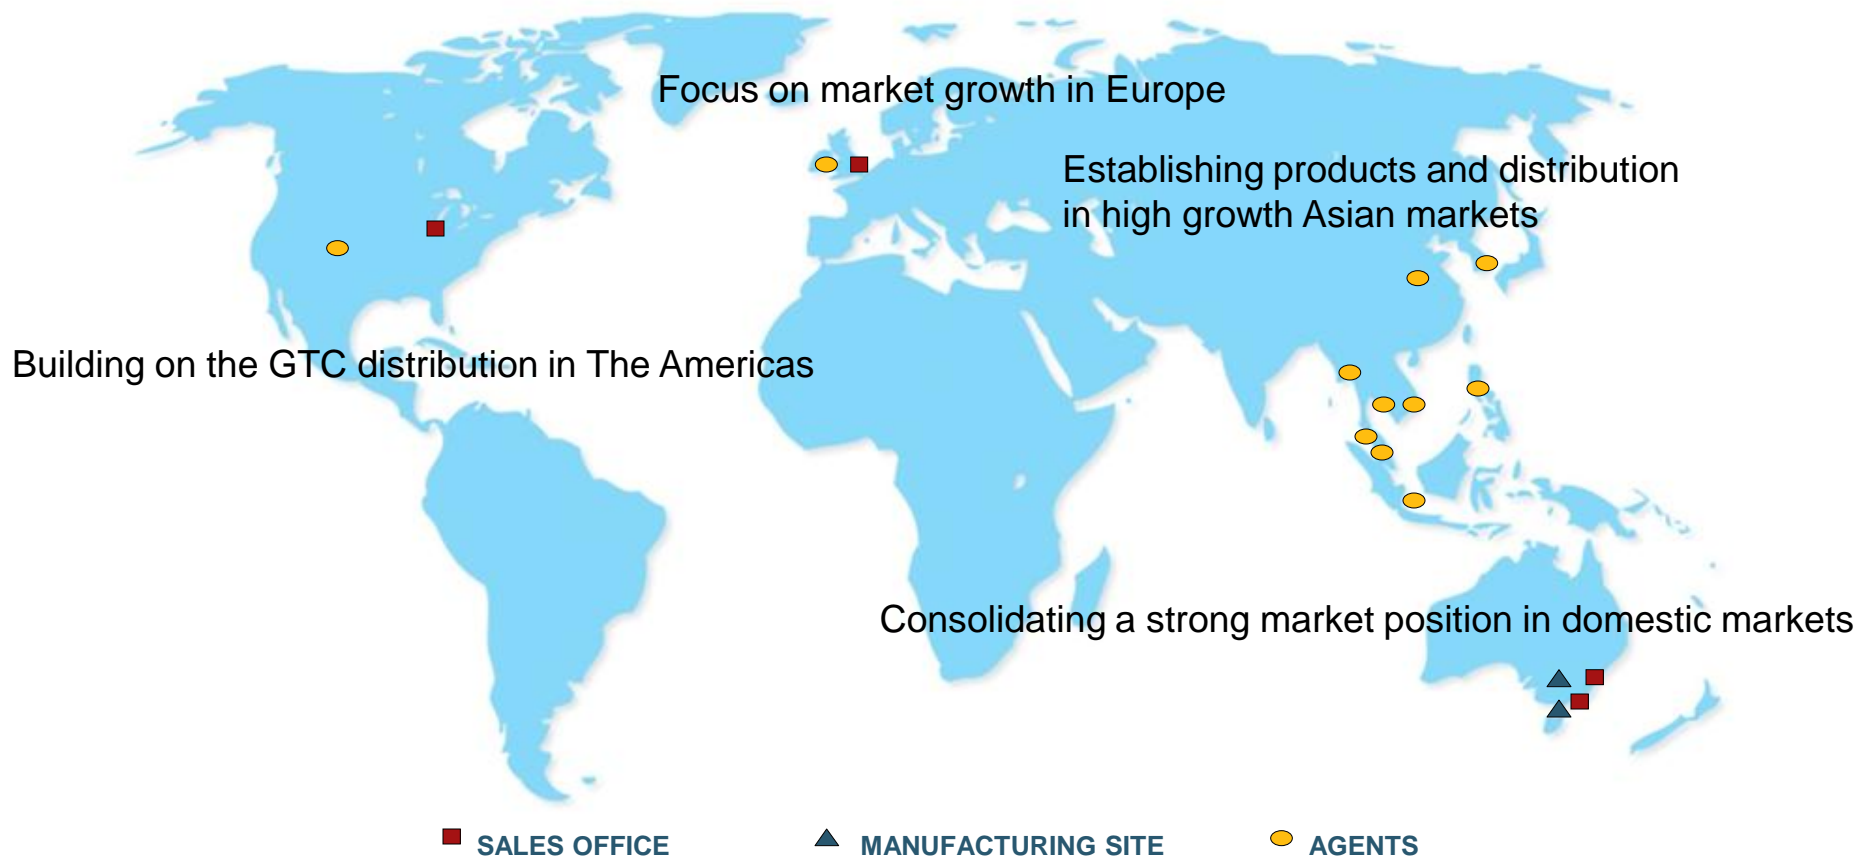 Focus on market growth in Europe
Establishing products and distribution
in high growth Asian markets
Building on the GTC distribution in The Americas
Consolidating a strong market position in domestic markets
SALES OFFICE
MANUFACTURING SITE
AGENTS